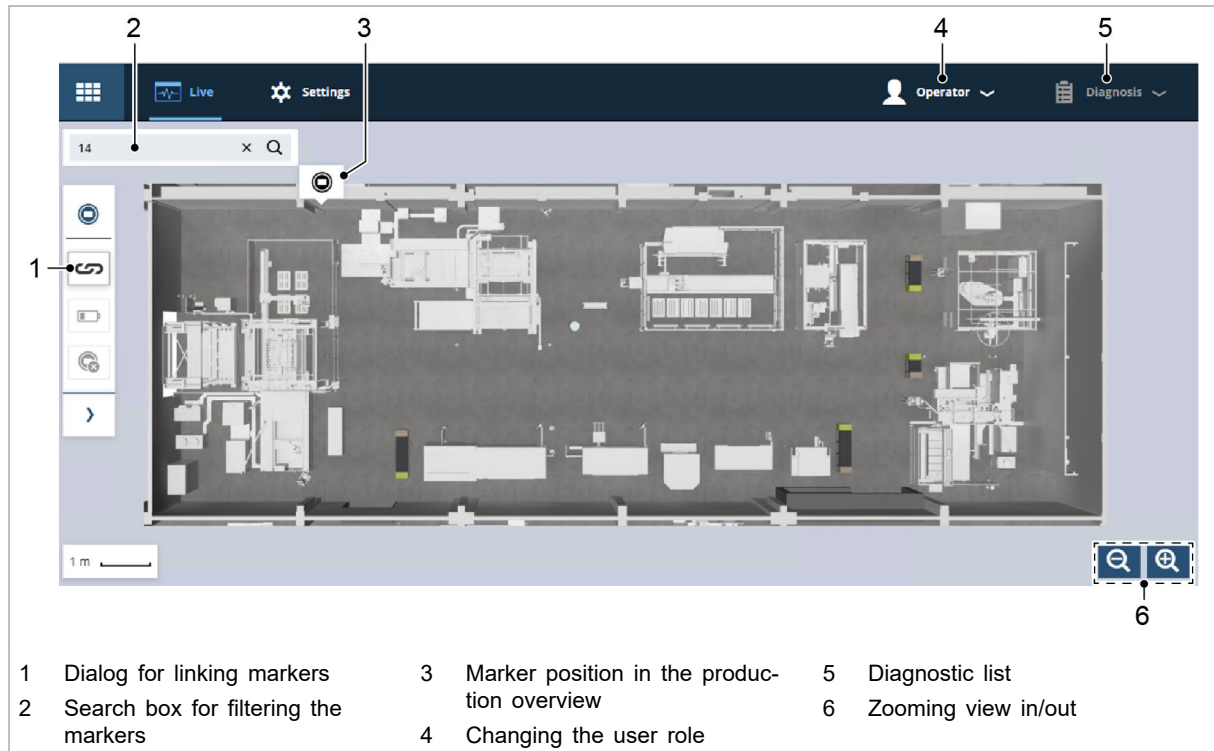 2
3
4
5
Live
Settings
Operator
Diagnosis
14
1
1 m
6
1 Dialog for linking markers
2 Search box for filtering the
markers
3 Marker position in the produc-
tion overview
4 Changing the user role
5 Diagnostic list
6 Zooming view in/out